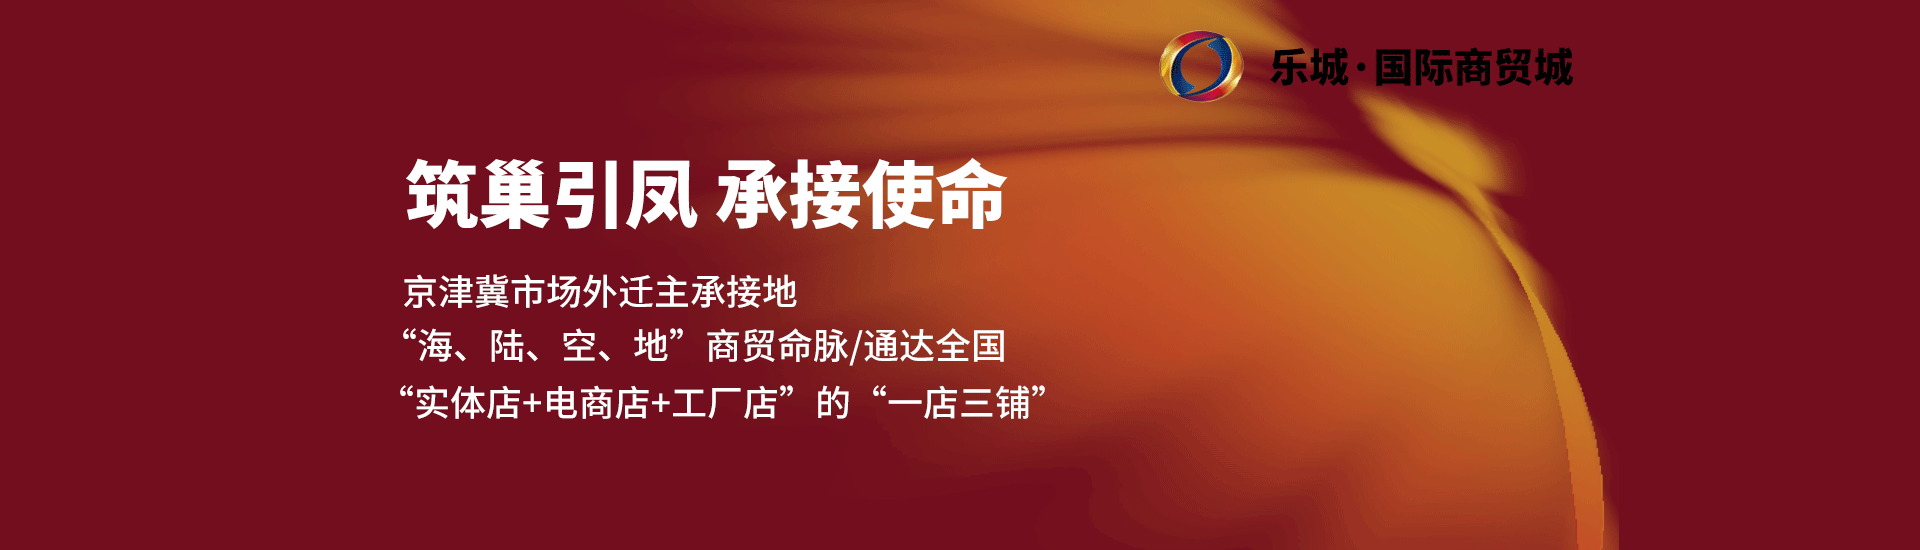 乐城·国际商贸城
筑巢引凤 承接使命
京津冀市场外迁主承接地
“海、陆、空、地”商贸命脉/通达全国
“实体店+电商店+工厂店”的“一店三铺”